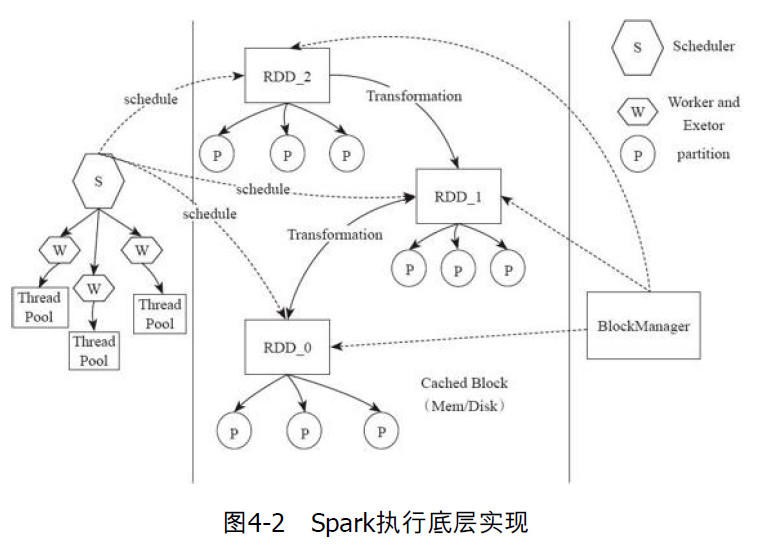 RDD_2
P
P
P
schedule
Transformation
S
Scheduler
W
Worker and
Exetor
P
partition
S
schedule
schedule
RDD_1
Transformation
P
P
P
W
W
W
Thread
Pool
Thread
Pool
Thread
Pool
BlockManager
RDD_0
Cached Block
（Mem/Disk）
P
P
P
图4-2 Spark执行底层实现